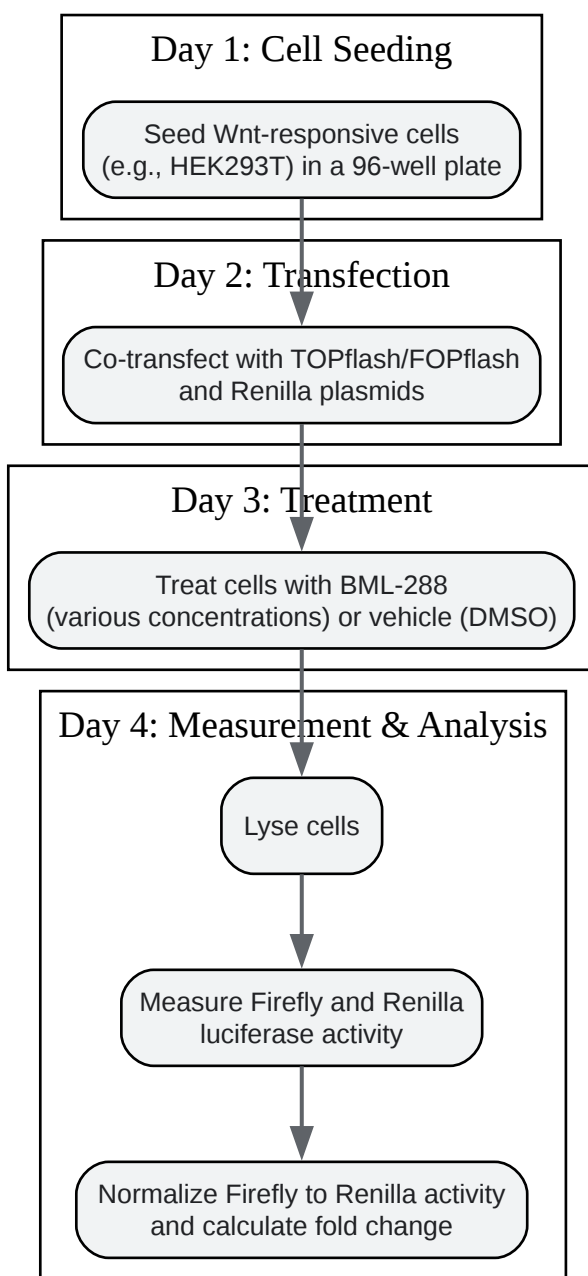 Day 1: Cell Seeding
Seed Wnt-responsive cells
(e.g., HEK293T) in a 96-well plate
Day 2: Transfection
Co-transfect with TOPflash/FOPflash
and Renilla plasmids
Day 3: Treatment
Treat cells with BML-288
(various concentrations) or vehicle (DMSO)
Day 4: Measurement & Analysis
Lyse cells
Measure Firefly and Renilla
luciferase activity
Normalize Firefly to Renilla activity
and calculate fold change